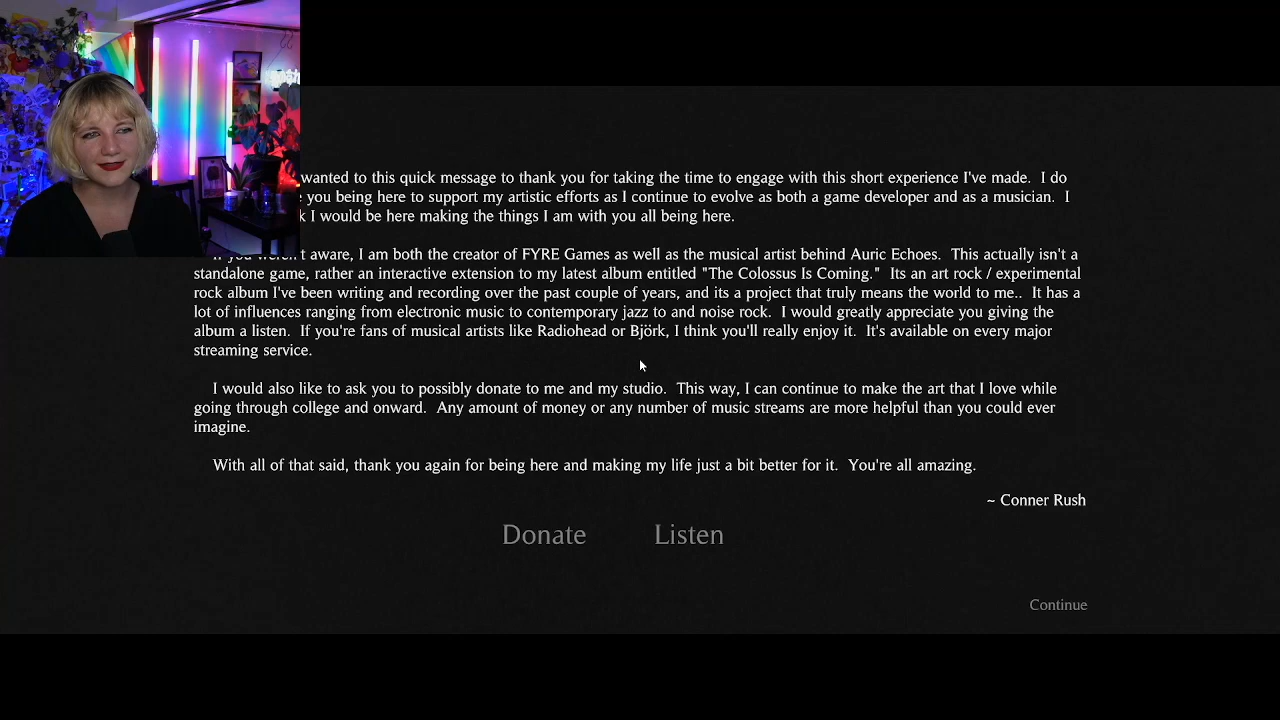 wanted to this quick message to thank you for taking the time to engage with this short experience I've made. I do
you being here to support my artistic efforts as I continue to evolve as both a game developer and as a musician. I
I would be here making the things I am with you all being here.
If you weren't aware, I am both the creator of FYRE Games as well as the musical artist behind Auric Echoes. This actually isn't a
standalone game, rather an interactive extension to my latest album entitled "The Colossus Is Coming." Its an art rock / experimental
rock album I've been writing and recording over the past couple of years, and its a project that truly means the world to me.. It has a
lot of influences ranging from electronic music to contemporary jazz to and noise rock. I would greatly appreciate you giving the
album a listen. If you're fans of musical artists like Radiohead or Björk, I think you'll really enjoy it. It's available on every major
streaming service.
I would also like to ask you to possibly donate to me and my studio. This way, I can continue to make the art that I love while
going through college and onward. Any amount of money or any number of music streams are more helpful than you could ever
imagine.
With all of that said, thank you again for being here and making my life just a bit better for it. You're all amazing.
~ Conner Rush
Donate Listen
Continue